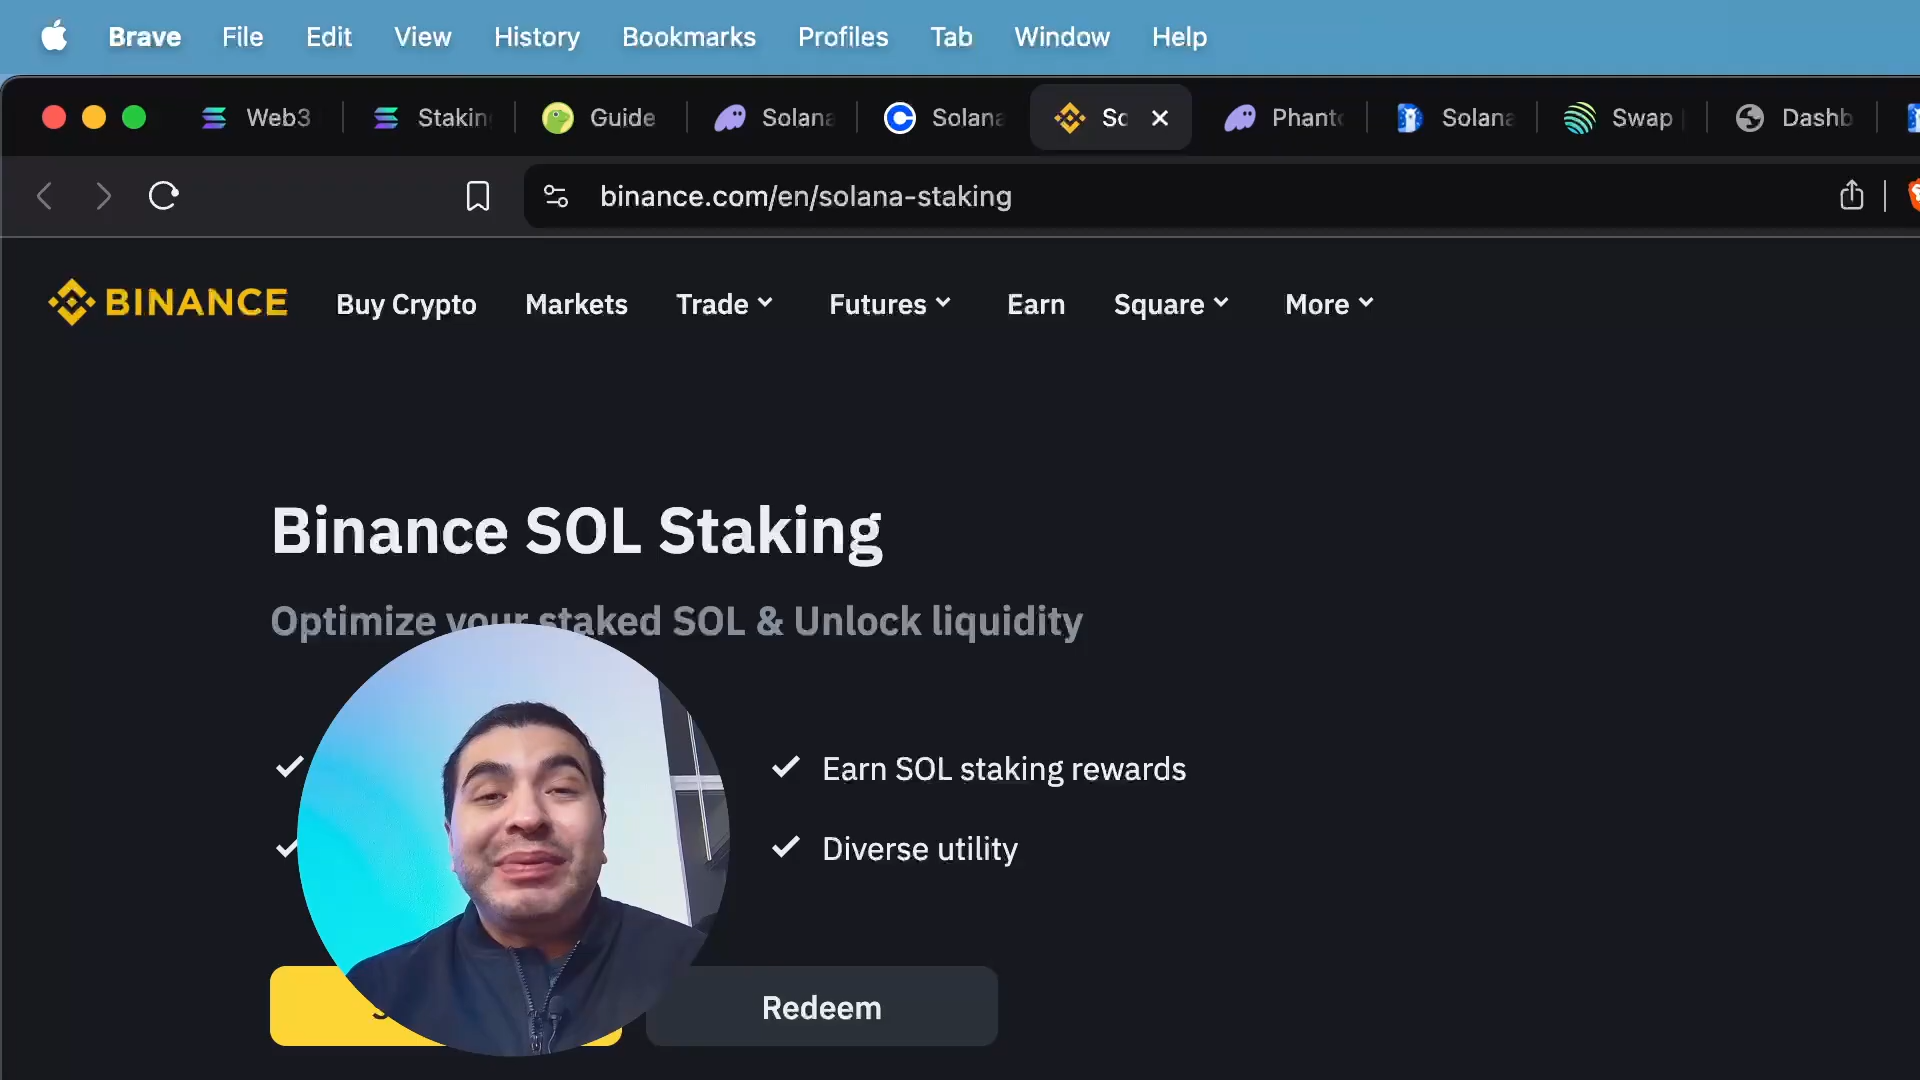 Brave File Edit View History Bookmarks Profiles Tab Window Help
Web3 Guide Swap
binance.com/en/solana-staking
BINANCE Buy Crypto Markets Trade Futures Earn Square More
Binance SOL Staking
Optimize your staked SOL & Unlock liquidity
Earn SOL staking rewards
Diverse utility
Redeem